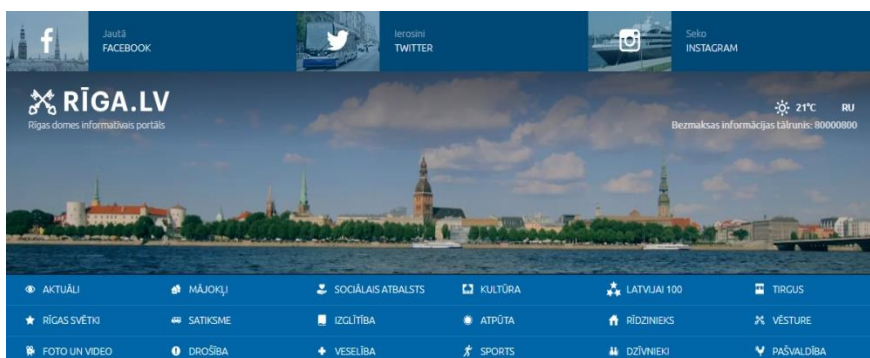 Jautā
FACEBOOK
Ierosini
TWITTER
Seko
INSTAGRAM
RĪGA.LV
Rīgas domes informatīvais portāls
21°C RU
Bezmaksas informācijas tālrunis: 80000800
AKTUĀLI MĀJOKĻI SOCIĀLAIS ATBALSTS KULTŪRA LATVIJAI 100 TIRGUS
RĪGAS SVĒTKI SATIKSME IZGLĪTĪBA ATPŪTA RĪDZINIEKS VĒSTURE
FOTO UN VIDEO DROŠĪBA VESELĪBA SPORTS DZĪVNIEKI PAŠVALDĪBA